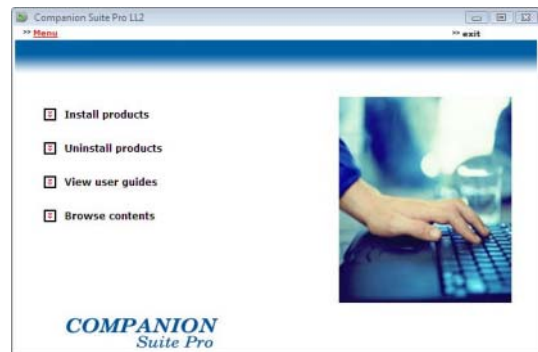 Companion Suite Pro LL2
>> Menu
>> exit
Install products
Uninstall products
View user guides
Browse contents
COMPANION
Suite Pro